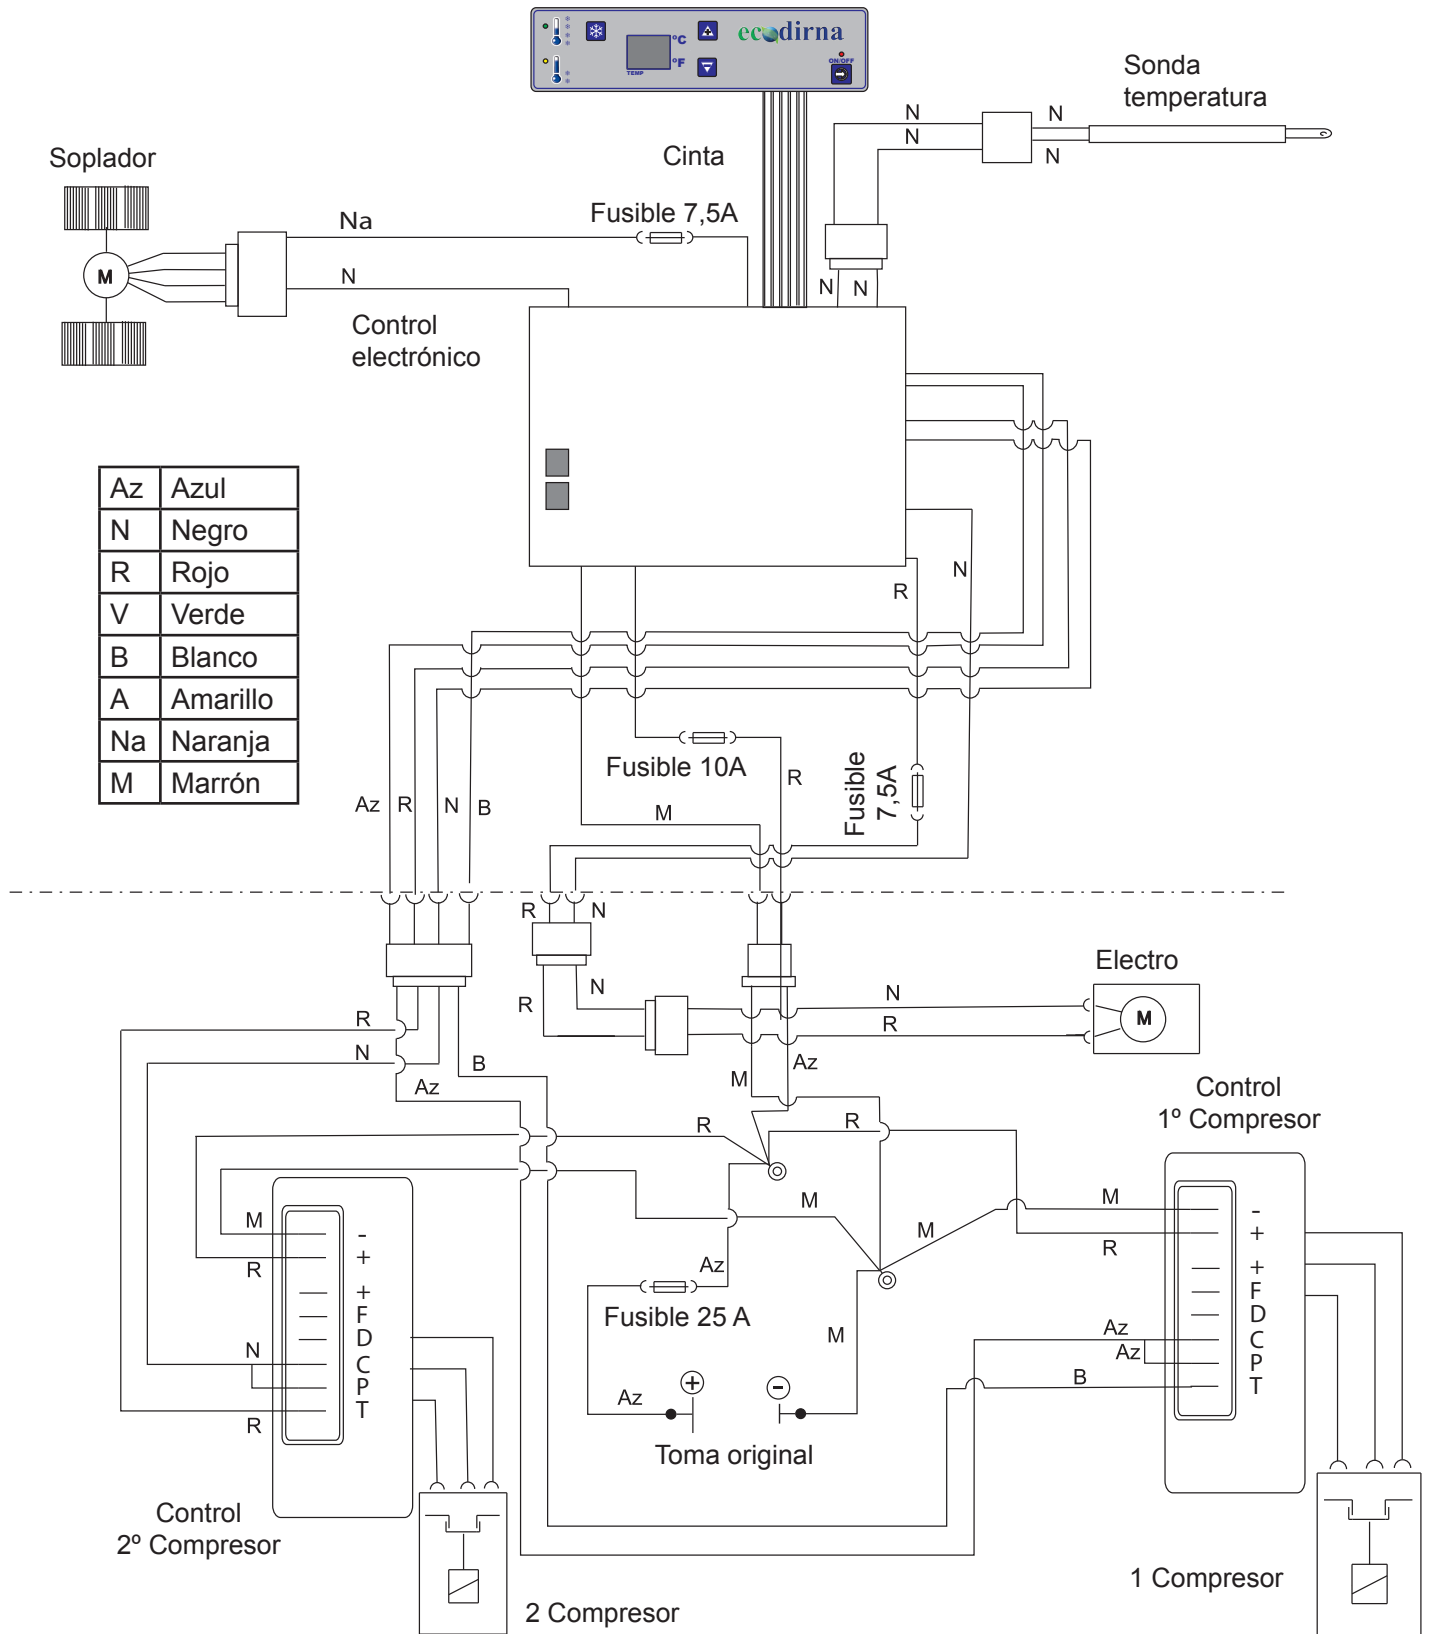 ecodirna
°C
°F
TEMP
ON/OFF
Sonda
temperatura
N
N
N
N
Soplador
Cinta
Fusible 7,5A
Na
M
N
N
N
Control
electrónico
Az Azul
N Negro
R Rojo
V Verde
B Blanco
A Amarillo
Na Naranja
M Marrón
R
N
Fusible 10A
R
Fusible
7,5A
Az
R
N
B
M
R
N
R
N
Electro
N
R
M
R
N
B
Az
M
Az
Control
1º Compresor
R
R
M
M
M
R
M
R
-
+
+
F
D
C
P
T
N
R
Az
Fusible 25 A
M
Az
+
-
Toma original
-
+
+
F
D
C
P
T
Az
Az
B
Control
2º Compresor
2 Compresor
1 Compresor